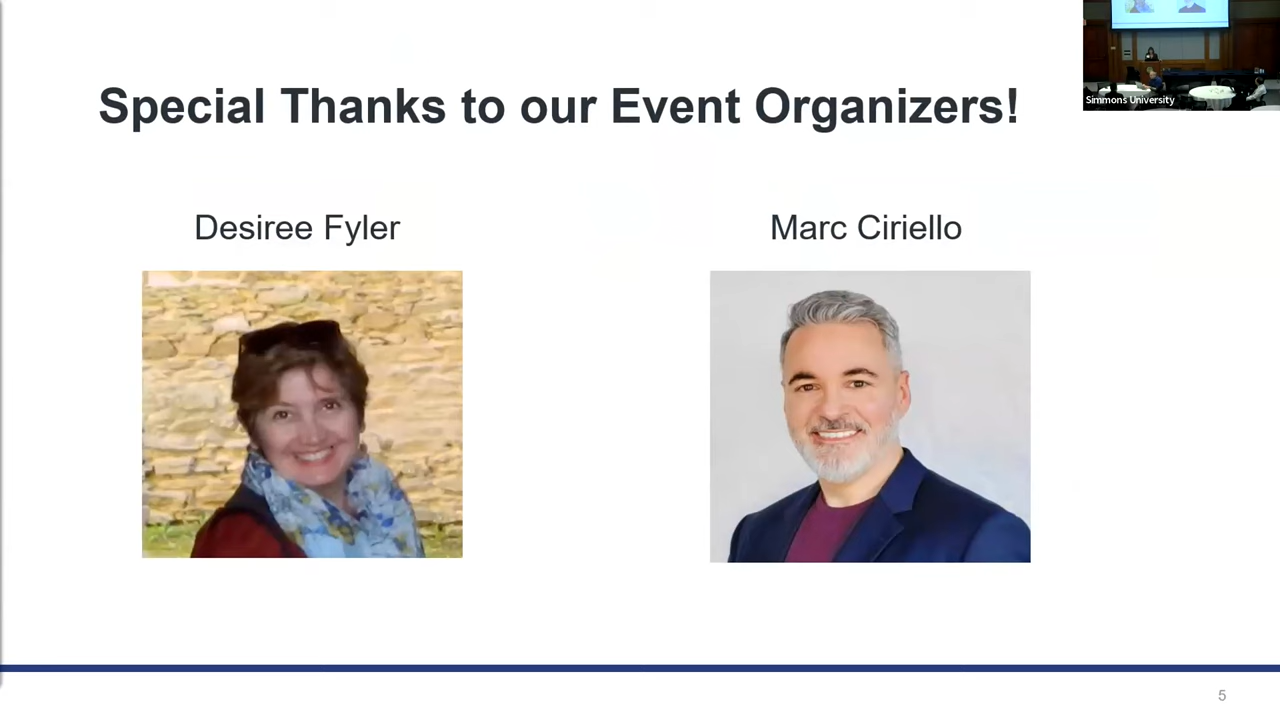 Special Thanks to our Event Organizers!
Simmons University
Desiree Fyler
Marc Ciriello
5